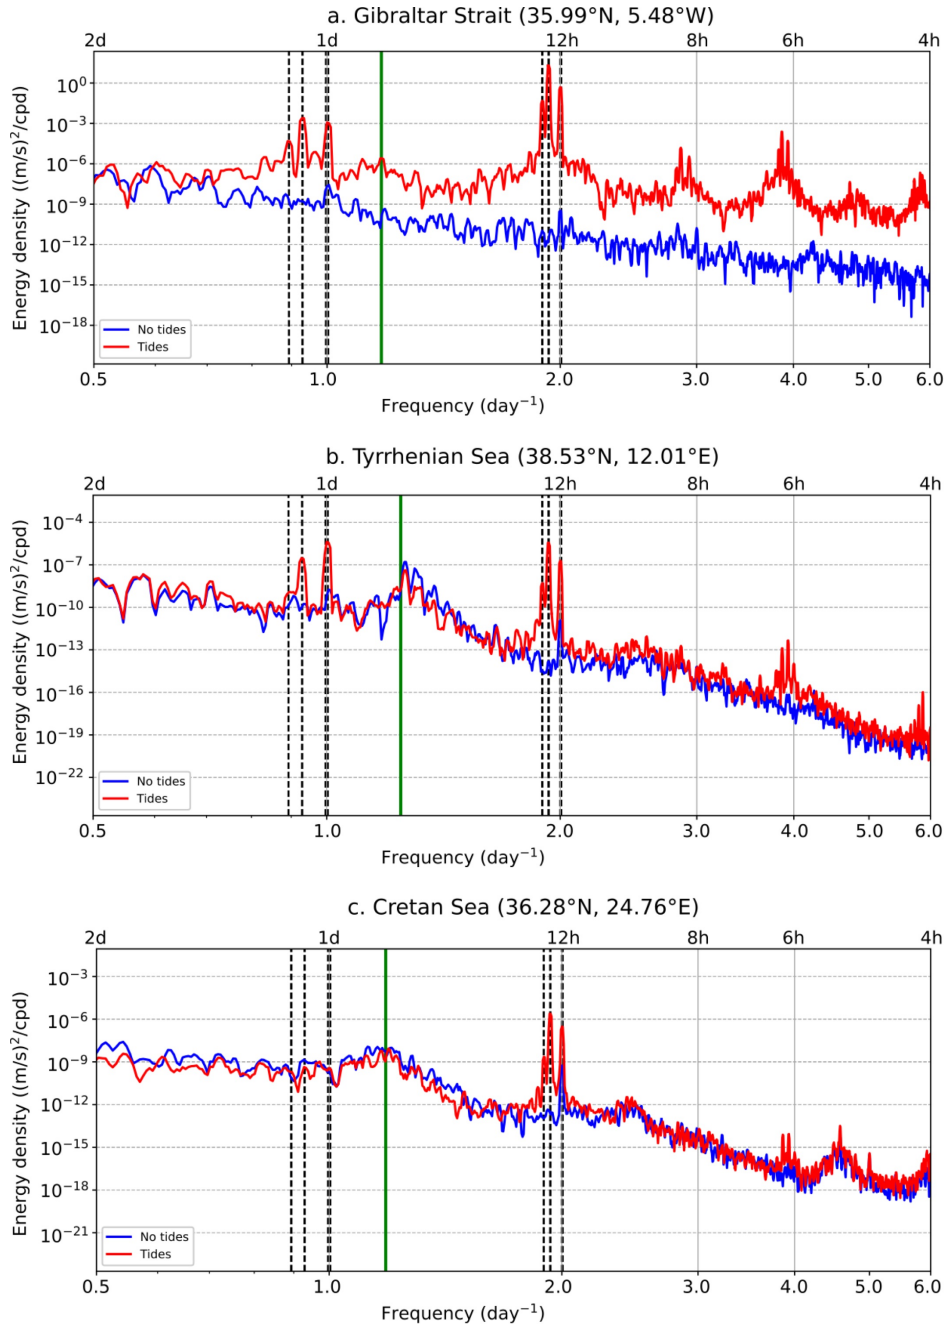 a. Gibraltar Strait (35.99°N, 5.48°W)
2d 1d 12h 8h 6h 4h
10⁰
10⁻³
10⁻⁶
10⁻⁹
10⁻¹²
10⁻¹⁵
10⁻¹⁸
Energy density ((m/s)²/cpd)
No tides
Tides
0.5 1.0 2.0 3.0 4.0 5.0 6.0
Frequency (day⁻¹)
b. Tyrrhenian Sea (38.53°N, 12.01°E)
2d 1d 12h 8h 6h 4h
10⁻⁴
10⁻⁷
10⁻¹⁰
10⁻¹³
10⁻¹⁶
10⁻¹⁹
10⁻²²
Energy density ((m/s)²/cpd)
No tides
Tides
0.5 1.0 2.0 3.0 4.0 5.0 6.0
Frequency (day⁻¹)
c. Cretan Sea (36.28°N, 24.76°E)
2d 1d 12h 8h 6h 4h
10⁻³
10⁻⁶
10⁻⁹
10⁻¹²
10⁻¹⁵
10⁻¹⁸
10⁻²¹
Energy density ((m/s)²/cpd)
No tides
Tides
0.5 1.0 2.0 3.0 4.0 5.0 6.0
Frequency (day⁻¹)